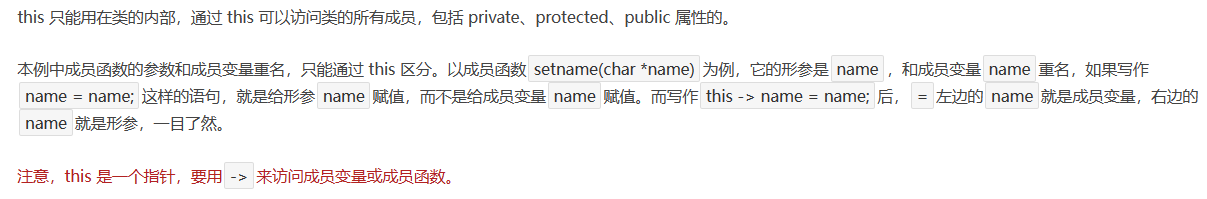 this 只能用在类的内部，通过 this 可以访问类的所有成员，包括 private、protected、public 属性的。
本例中成员函数的参数和成员变量重名，只能通过 this 区分。以成员函数 setname(char *name) 为例，它的形参是 name ，和成员变量 name 重名，如果写作
name = name; 这样的语句，就是给形参 name 赋值，而不是给成员变量 name 赋值。而写作 this -> name = name; 后， = 左边的 name 就是成员变量，右边的
name 就是形参，一目了然。
注意，this 是一个指针，要用 -> 来访问成员变量或成员函数。